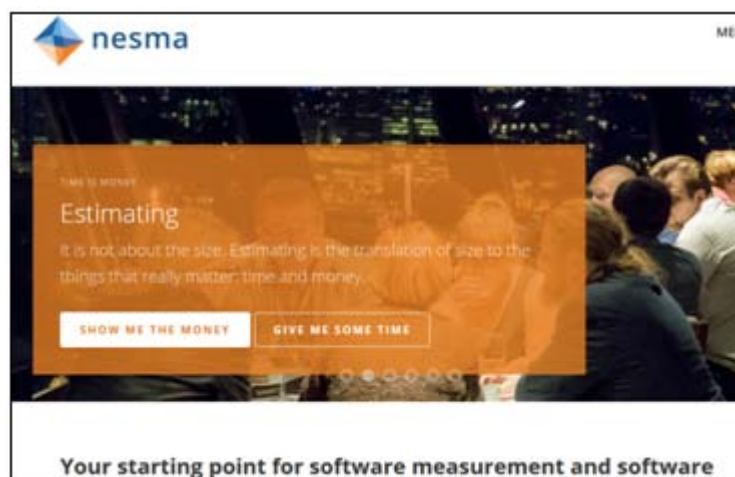 nesma
ME
TIME IS MONEY
Estimating
It is not about the size. Estimating is the translation of size to the
things that really matter: time and money.
SHOW ME THE MONEY
GIVE ME SOME TIME
Your starting point for software measurement and software